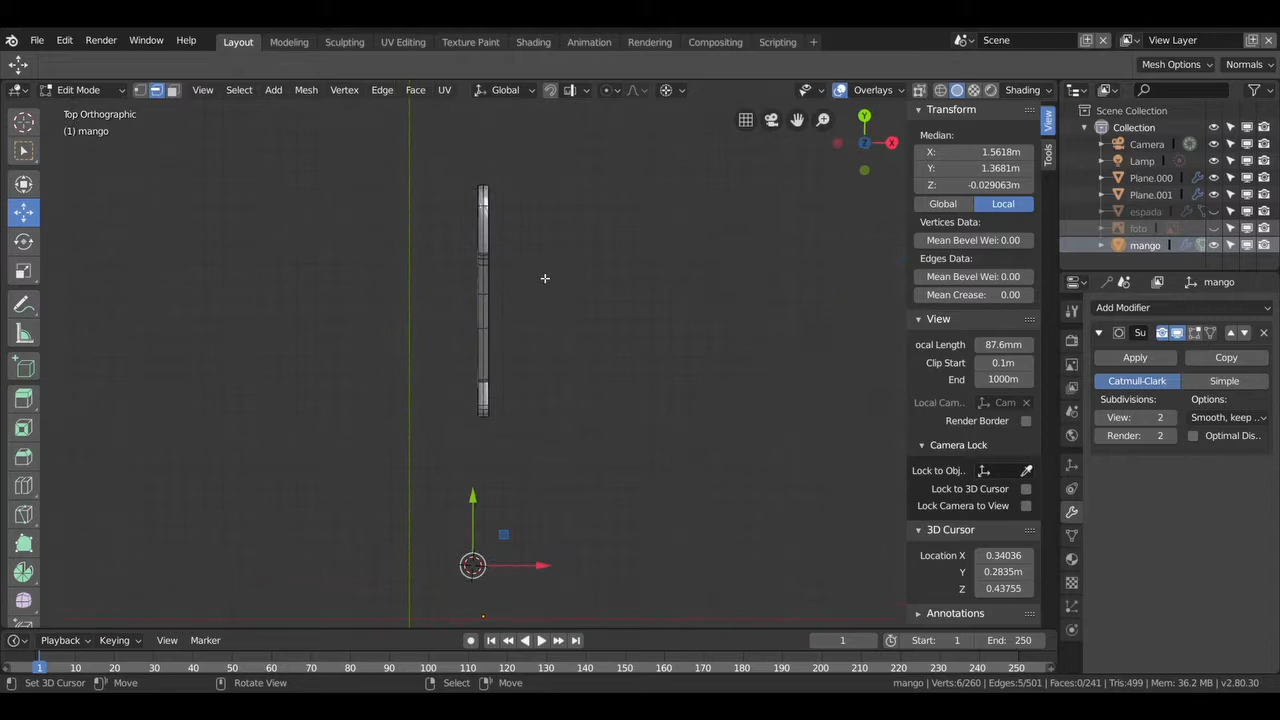 File Edit Render Window Help Layout Modeling Sculpting UV Editing Texture Paint Shading Animation Rendering Compositing Scripting + Scene View Layer
Mesh Options Normals
Edit Mode View Select Add Mesh Vertex Edge Face UV Global Overlays Shading
Top Orthographic
(1) mango
Y
Z X
Transform
Median:
X: 1.5618m
Y: 1.3681m
Z: -0.029063m
Global Local
Vertices Data:
Mean Bevel Wei: 0.00
Edges Data:
Mean Bevel Wei: 0.00
Mean Crease: 0.00
View
ocal Length 87.6mm
Clip Start 0.1m
End 1000m
Local Cam.. Cam
Render Border
Camera Lock
Lock to Obj..
Lock to 3D Cursor
Lock Camera to View
3D Cursor
Location X 0.34036
Y 0.2835m
Z 0.43755
Annotations
View
Tools
Scene Collection
Collection
Camera
Lamp
Plane.000
Plane.001
espada
foto
mango
mango
Add Modifier
Su
Apply Copy
Catmull-Clark Simple
Subdivisions: Options:
View: 2 Smooth, keep ..
Render: 2 Optimal Dis..
Playback Keying View Marker 1 Start: 1 End: 250
1 10 20 30 40 50 60 70 80 90 100 110 120 130 140 150 160 170 180 190 200 210 220 230 240 250
Set 3D Cursor Move Rotate View Select Move mango | Verts:6/260 | Edges:5/501 | Faces:0/241 | Tris:499 | Mem: 36.2 MB | v2.80.30